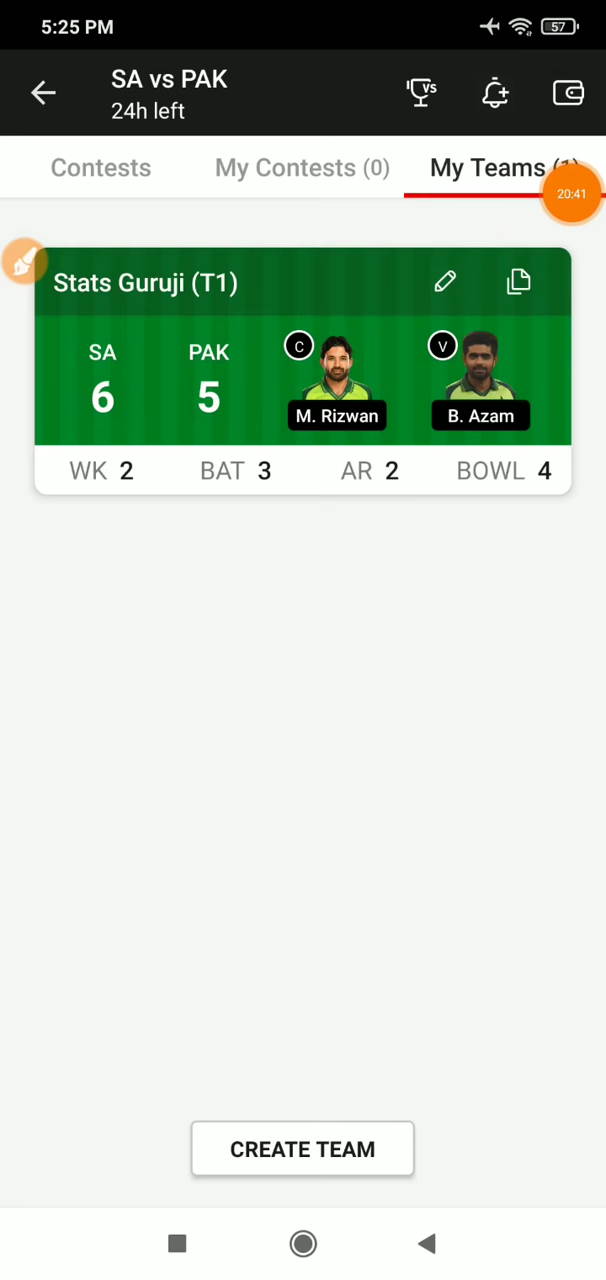 5:25 PM
57
SA vs PAK
24h left
VS
Contests
My Contests (0)
My Teams
20:41
Stats Guruji (T1)
SA
6
PAK
5
C
M. Rizwan
V
B. Azam
WK 2
BAT 3
AR 2
BOWL 4
CREATE TEAM